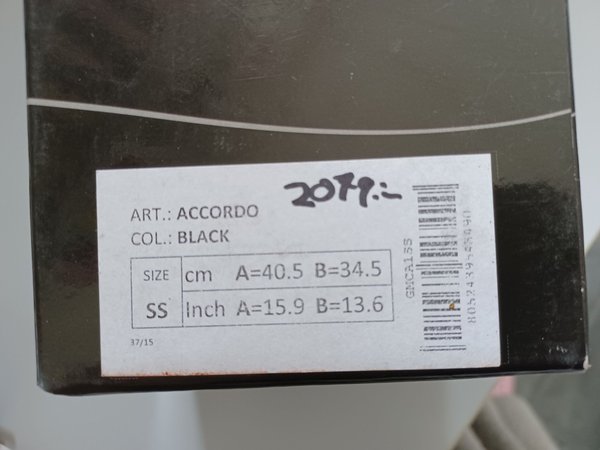 2079:-
ART.: ACCORDO
COL.: BLACK
SIZE cm A=40.5 B=34.5
SS Inch A=15.9 B=13.6
37/15
GMCA1SS